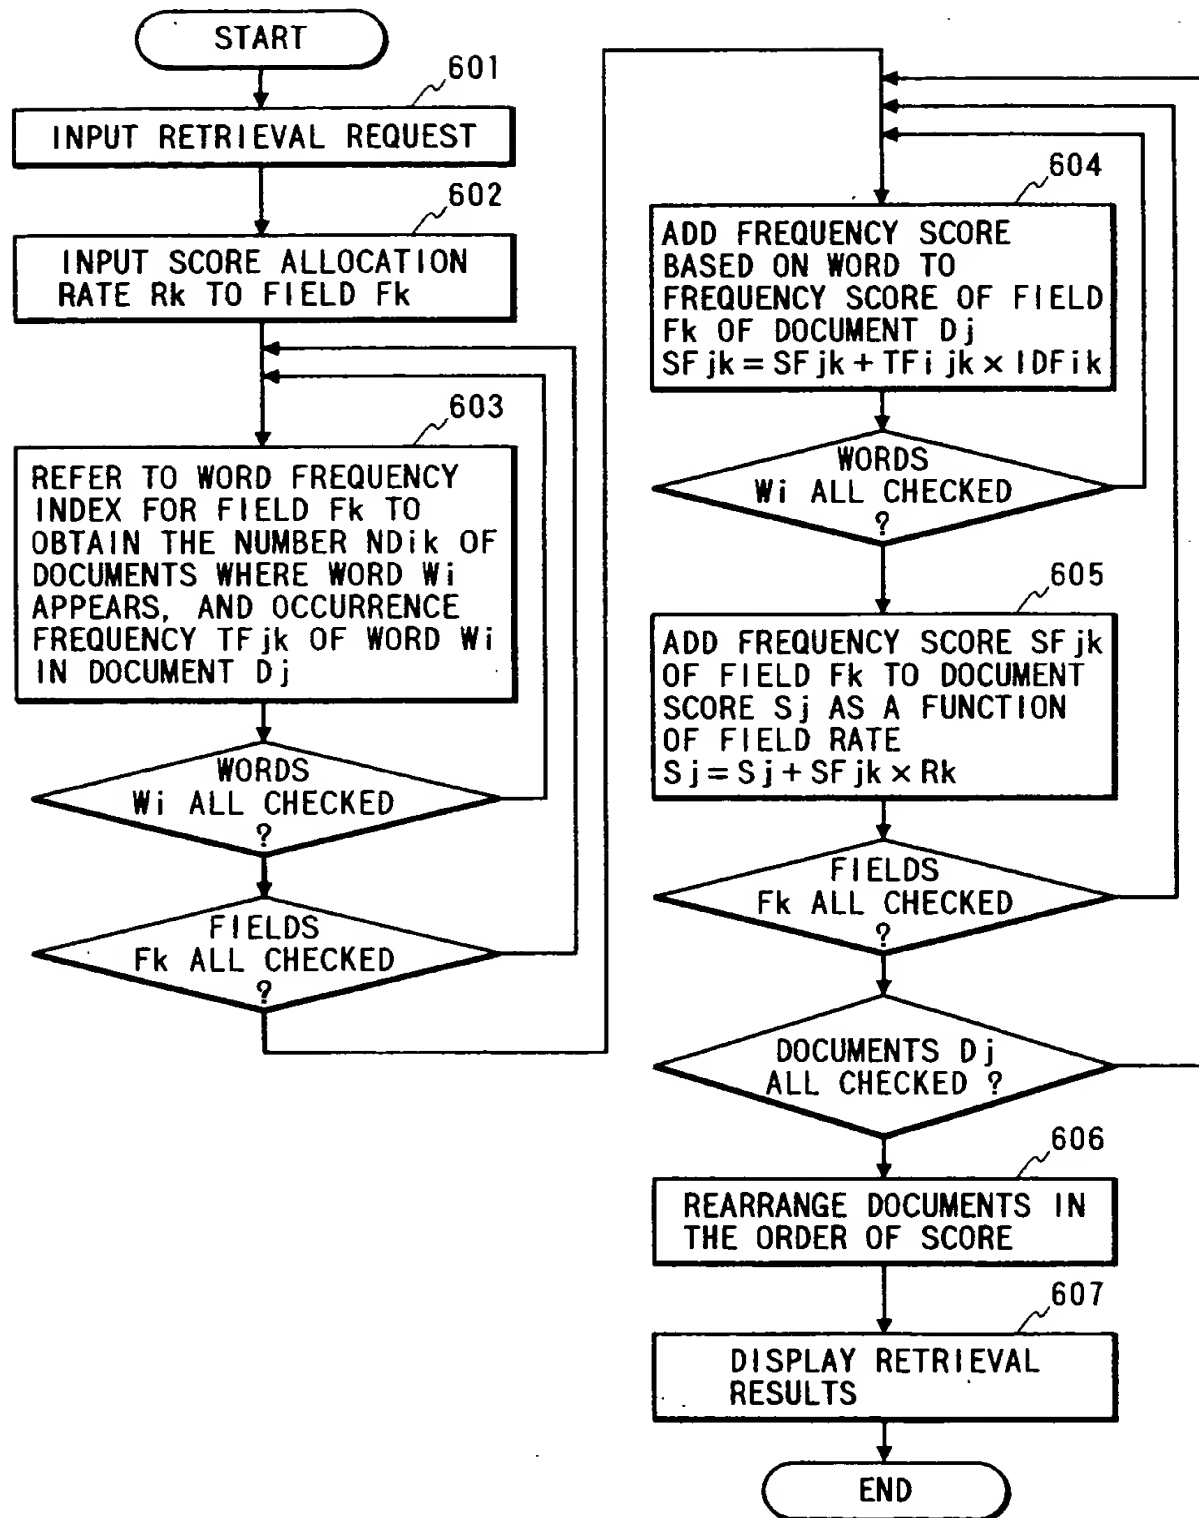 START
601
INPUT RETRIEVAL REQUEST
602
INPUT SCORE ALLOCATION
RATE Rk TO FIELD Fk
603
REFER TO WORD FREQUENCY
INDEX FOR FIELD Fk TO
OBTAIN THE NUMBER NDik OF
DOCUMENTS WHERE WORD Wi
APPEARS, AND OCCURRENCE
FREQUENCY TFjk OF WORD Wi
IN DOCUMENT Dj
WORDS
Wi ALL CHECKED
?
FIELDS
Fk ALL CHECKED
?
604
ADD FREQUENCY SCORE
BASED ON WORD TO
FREQUENCY SCORE OF FIELD
Fk OF DOCUMENT Dj
SFjk = SFjk + TFijk × IDFik
WORDS
Wi ALL CHECKED
?
605
ADD FREQUENCY SCORE SFjk
OF FIELD Fk TO DOCUMENT
SCORE Sj AS A FUNCTION
OF FIELD RATE
Sj = Sj + SFjk × Rk
FIELDS
Fk ALL CHECKED
?
DOCUMENTS Dj
ALL CHECKED ?
606
REARRANGE DOCUMENTS IN
THE ORDER OF SCORE
607
DISPLAY RETRIEVAL
RESULTS
END